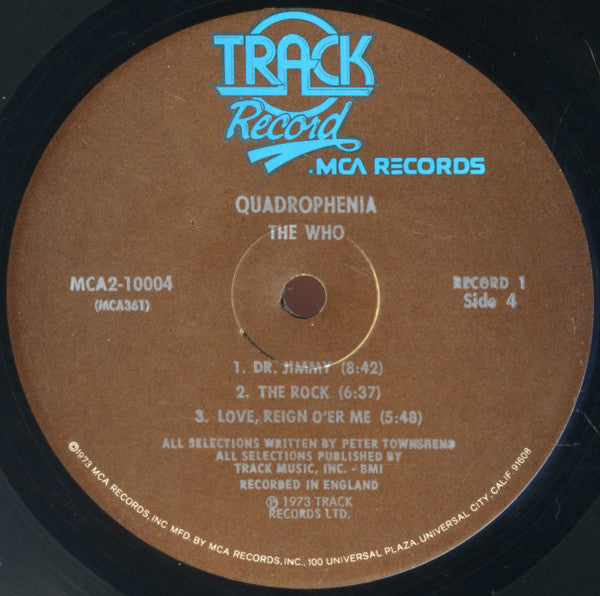 TRACK
Record
.MCA RECORDS
QUADROPHENIA
THE WHO
MCA2-10004
(MCA361)
RECORD 1
Side 4
1. DR. JIMMY (8:42)
2. THE ROCK (6:37)
3. LOVE, REIGN O'ER ME (5:48)
ALL SELECTIONS WRITTEN BY PETER TOWNSHEND
ALL SELECTIONS PUBLISHED BY
TRACK MUSIC, INC. - BMI
RECORDED IN ENGLAND
℗ 1973 TRACK
RECORDS LTD.
©1973 MCA RECORDS, INC MFD. BY MCA RECORDS, INC., 100 UNIVERSAL PLAZA, UNIVERSAL CITY, CALIF. 91608